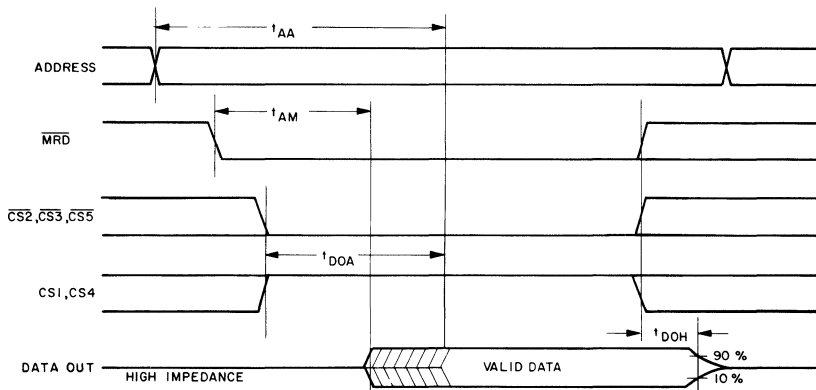 tAA
ADDRESS
tAM
MRD
CS2,CS3,CS5
tDOA
CS1,CS4
tDOH
90 %
DATA OUT
HIGH IMPEDANCE
VALID DATA
10 %